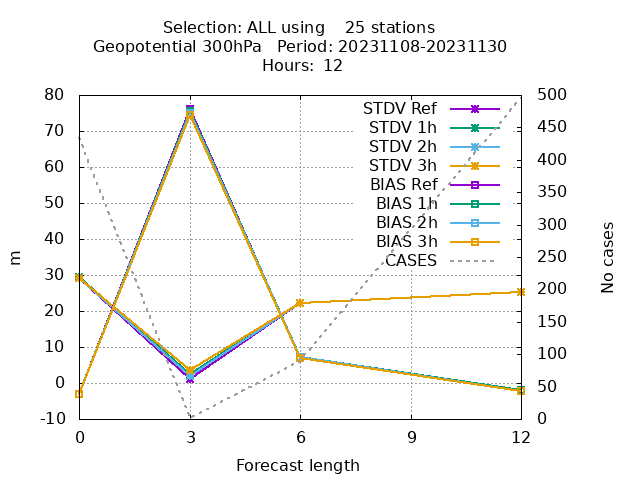 Selection: ALL using    25 stations
Geopotential 300hPa   Period: 20231108-20231130
Hours:  12
80
70
60
50
40
30
20
10
0
-10
m
500
450
400
350
300
250
200
150
100
50
0
No cases
STDV Ref
STDV 1h
STDV 2h
STDV 3h
BIAS Ref
BIAS 1h
BIAS 2h
BIAS 3h
CASES
0 3 6 9 12
Forecast length